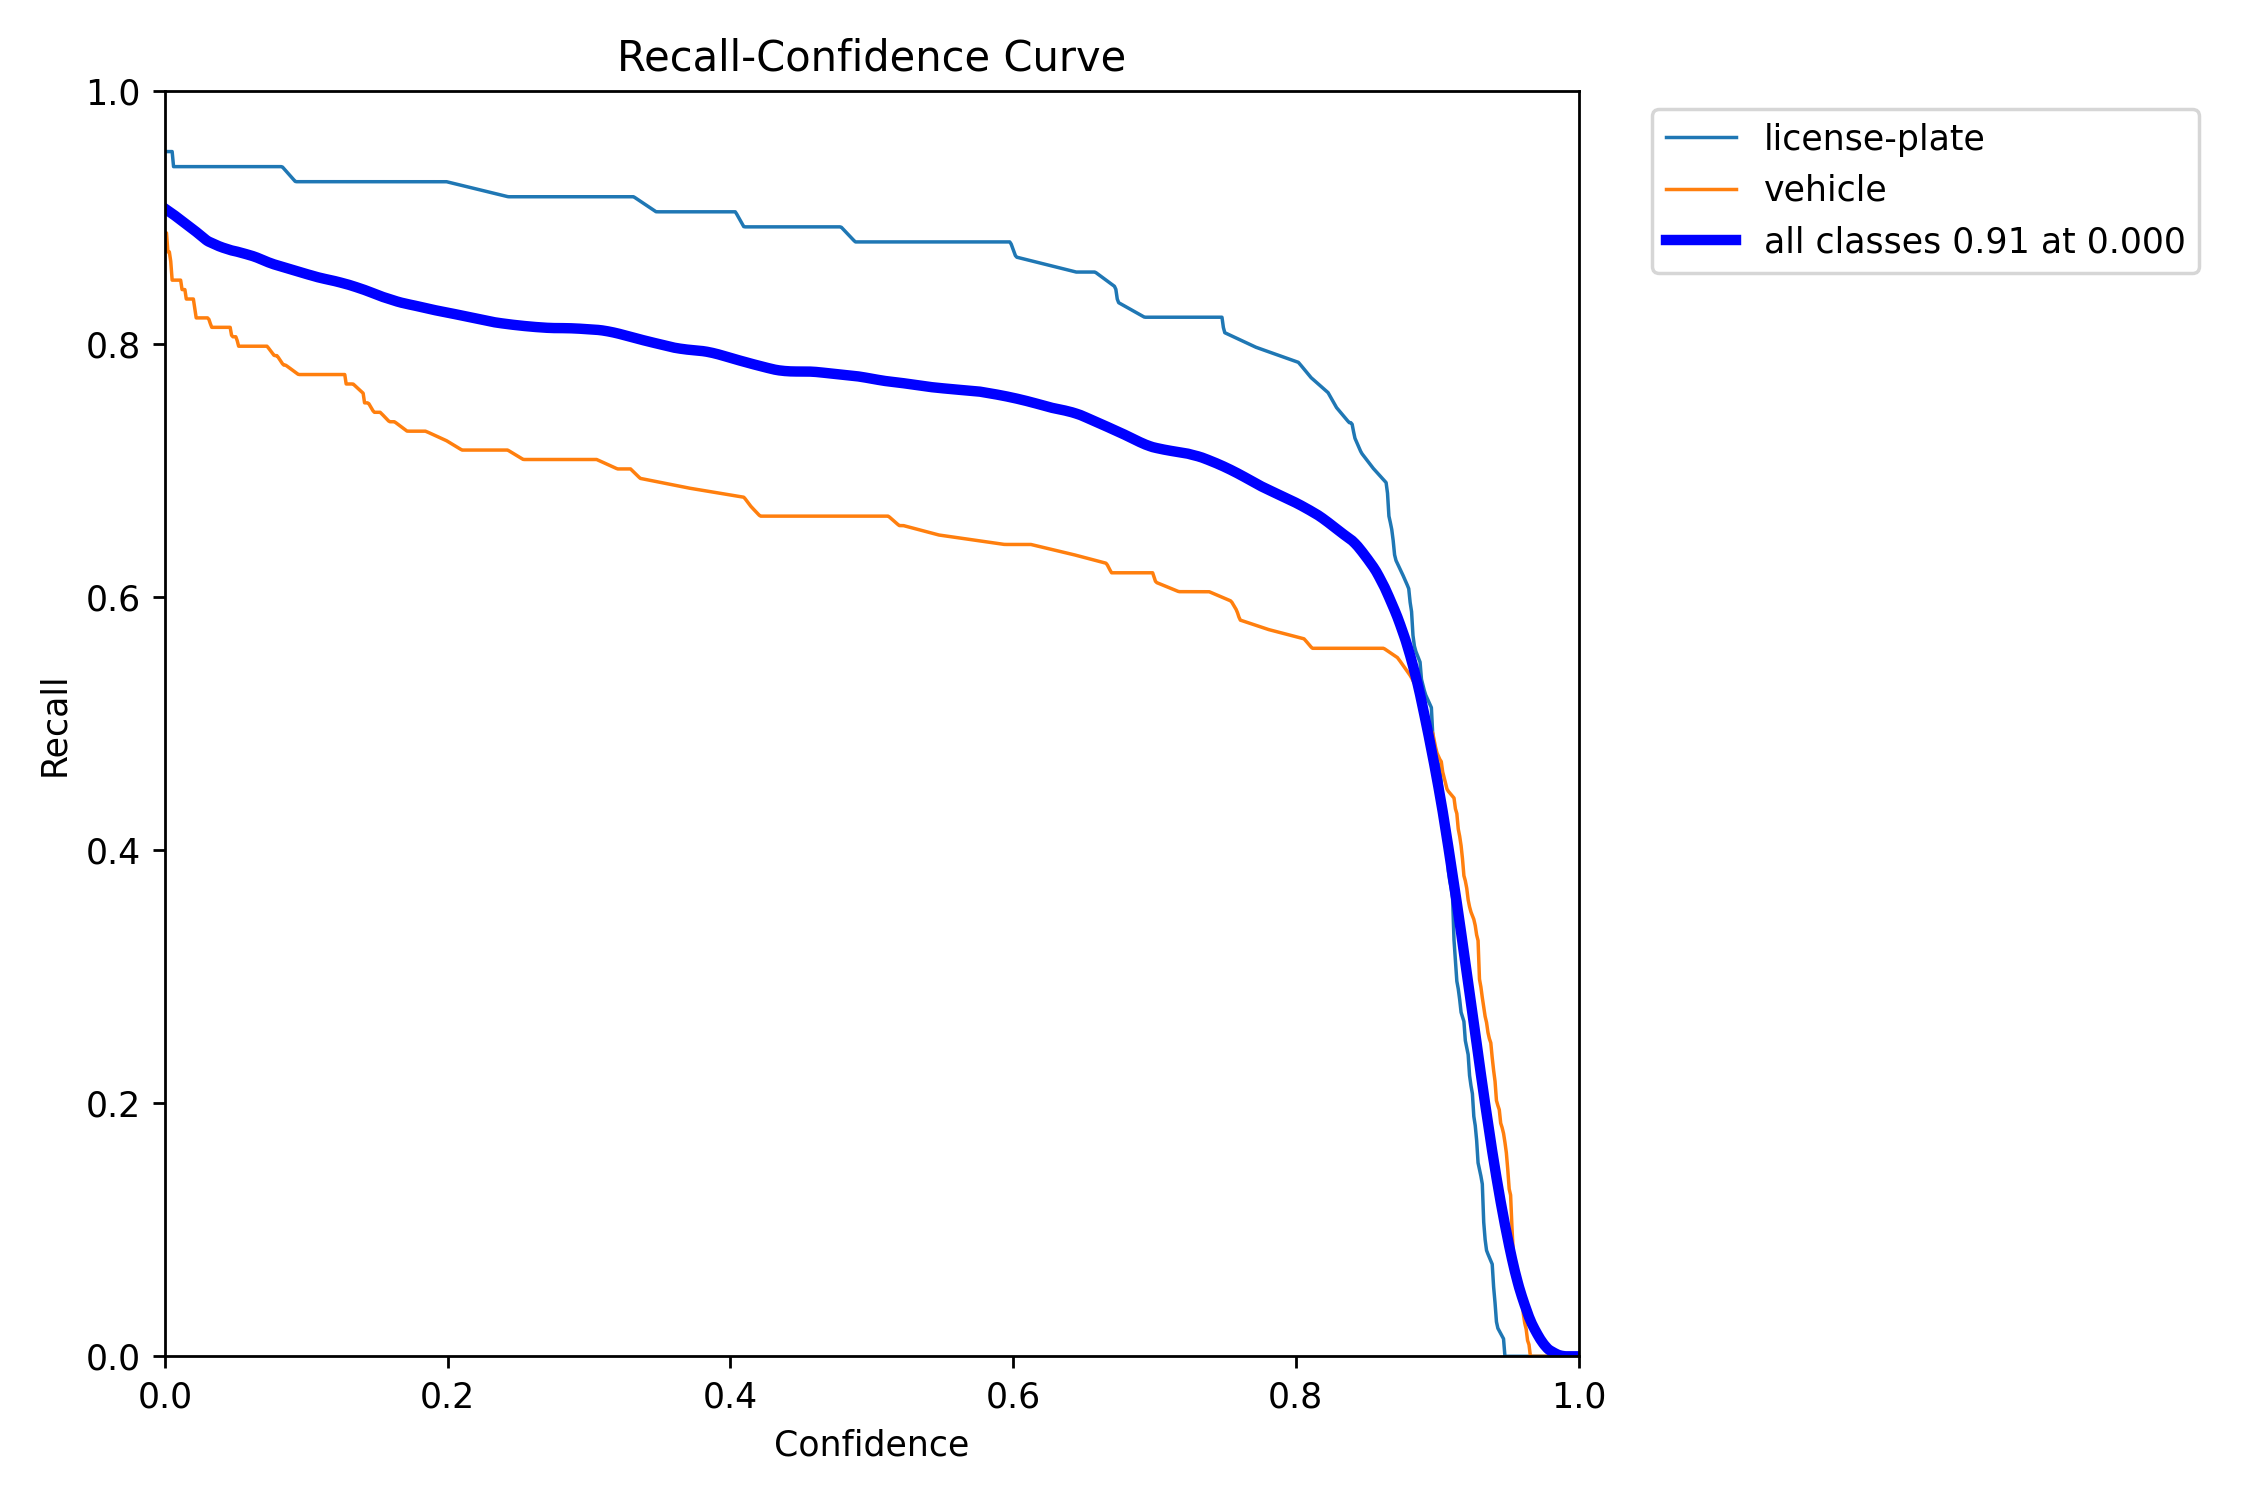 Recall-Confidence Curve
1.0
0.8
0.6
0.4
0.2
0.0
Recall
0.0 0.2 0.4 0.6 0.8 1.0
Confidence
license-plate
vehicle
all classes 0.91 at 0.000